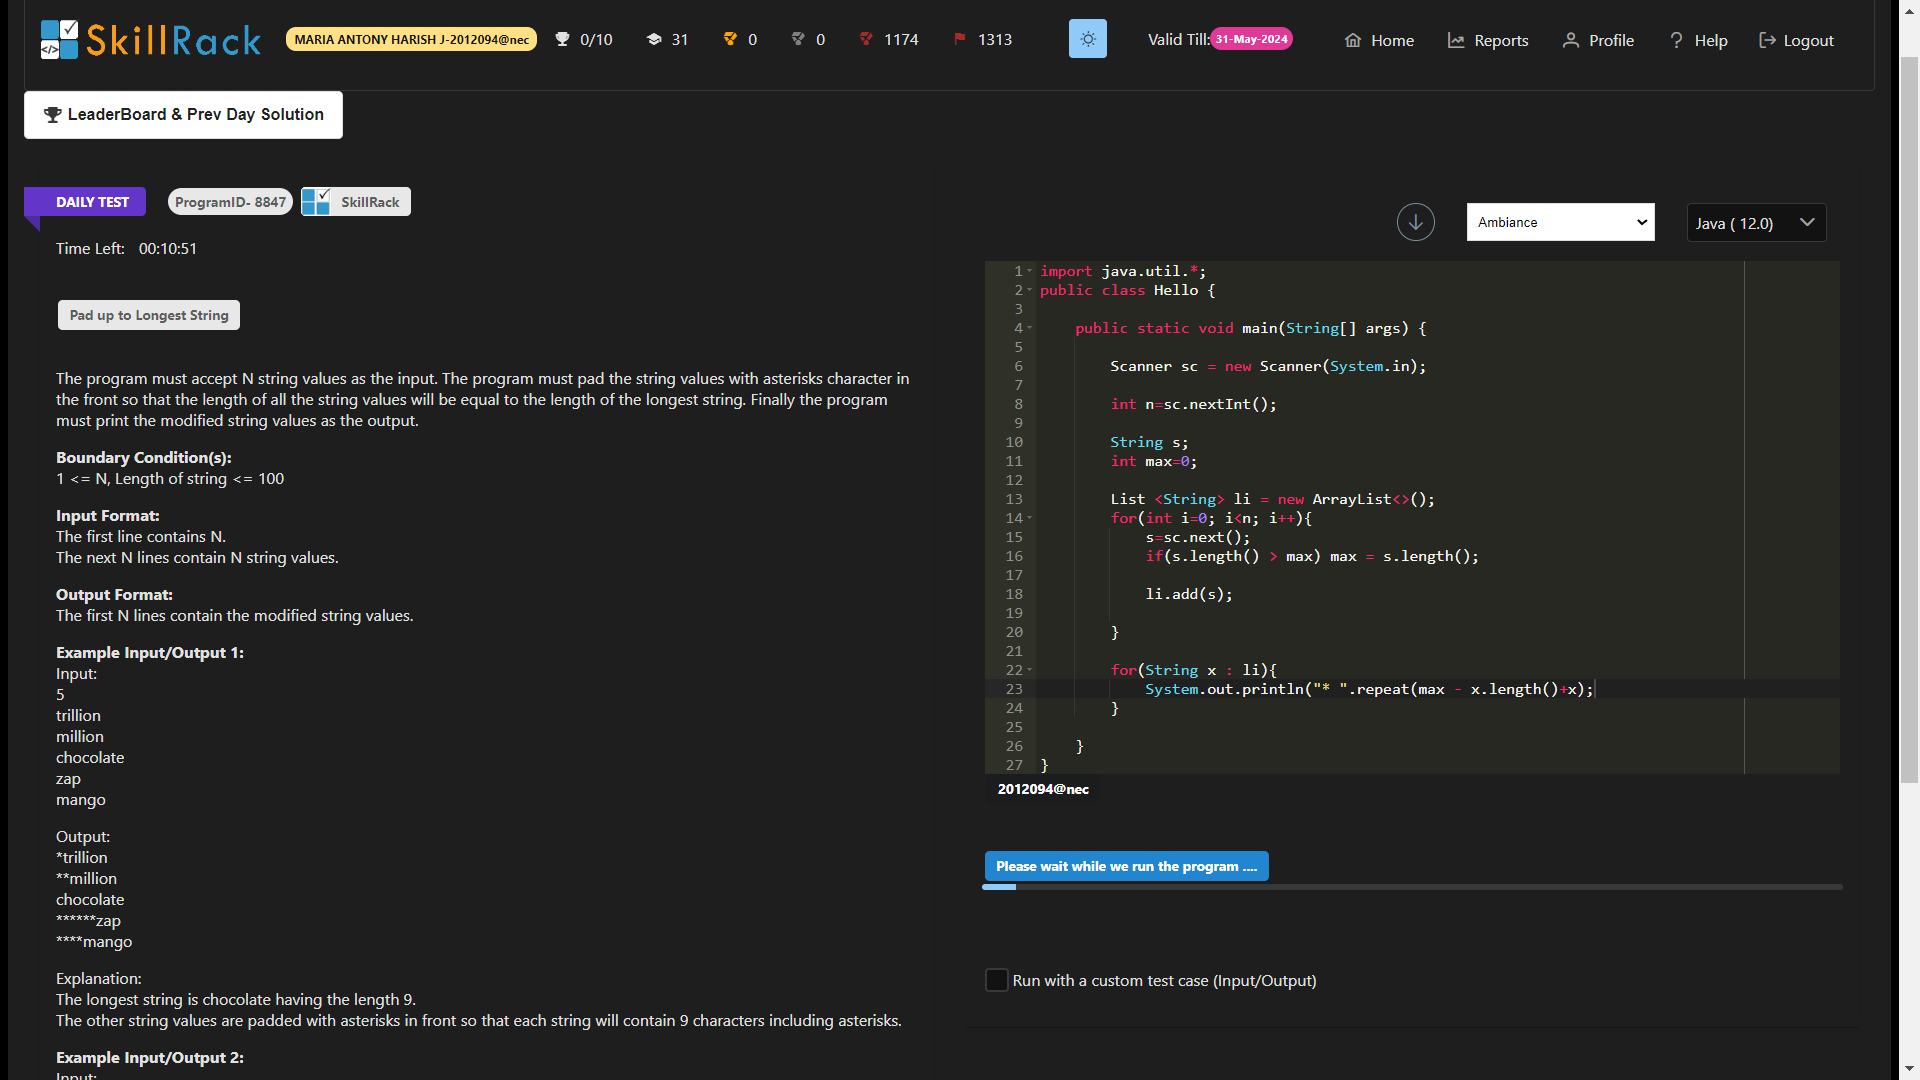 SkillRack
MARIA ANTONY HARISH J-2012094@nec
0/10
31
0
0
1174
1313
Valid Till: 31-May-2024
Home
Reports
Profile
Help
Logout
LeaderBoard & Prev Day Solution
DAILY TEST
ProgramID- 8847
SkillRack
Time Left: 00:10:51
Pad up to Longest String
The program must accept N string values as the input. The program must pad the string values with asterisks character in
the front so that the length of all the string values will be equal to the length of the longest string. Finally the program
must print the modified string values as the output.
Boundary Condition(s):
1 <= N, Length of string <= 100
Input Format:
The first line contains N.
The next N lines contain N string values.
Output Format:
The first N lines contain the modified string values.
Example Input/Output 1:
Input:
5
trillion
million
chocolate
zap
mango
Output:
*trillion
**million
chocolate
******zap
****mango
Explanation:
The longest string is chocolate having the length 9.
The other string values are padded with asterisks in front so that each string will contain 9 characters including asterisks.
Example Input/Output 2:
Input:
Ambiance
Java ( 12.0)
1 import java.util.*;
2 public class Hello {
3
4 public static void main(String[] args) {
5
6 Scanner sc = new Scanner(System.in);
7
8 int n=sc.nextInt();
9
10 String s;
11 int max=0;
12
13 List <String> li = new ArrayList<>();
14 for(int i=0; i<n; i++){
15 s=sc.next();
16 if(s.length() > max) max = s.length();
17
18 li.add(s);
19
20 }
21
22 for(String x : li){
23 System.out.println("* ".repeat(max - x.length()+x);
24 }
25
26 }
27 }
2012094@nec
Please wait while we run the program ....
Run with a custom test case (Input/Output)